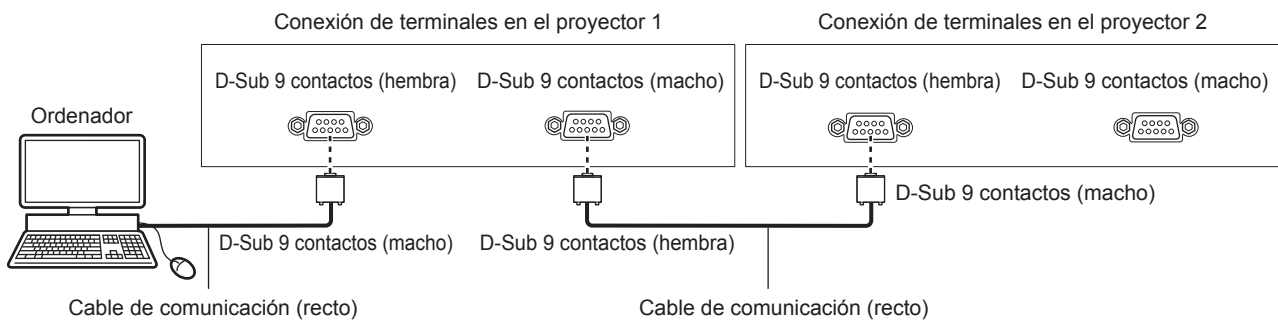 Conexión de terminales en el proyector 1
Conexión de terminales en el proyector 2
D-Sub 9 contactos (hembra)
D-Sub 9 contactos (macho)
D-Sub 9 contactos (hembra)
D-Sub 9 contactos (macho)
Ordenador
D-Sub 9 contactos (macho)
D-Sub 9 contactos (macho)
D-Sub 9 contactos (hembra)
Cable de comunicación (recto)
Cable de comunicación (recto)